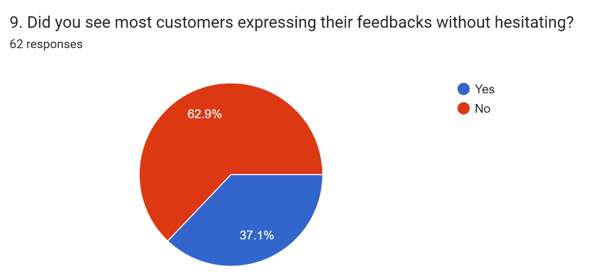 9. Did you see most customers expressing their feedbacks without hesitating?
62 responses
Yes
No
62.9%
37.1%